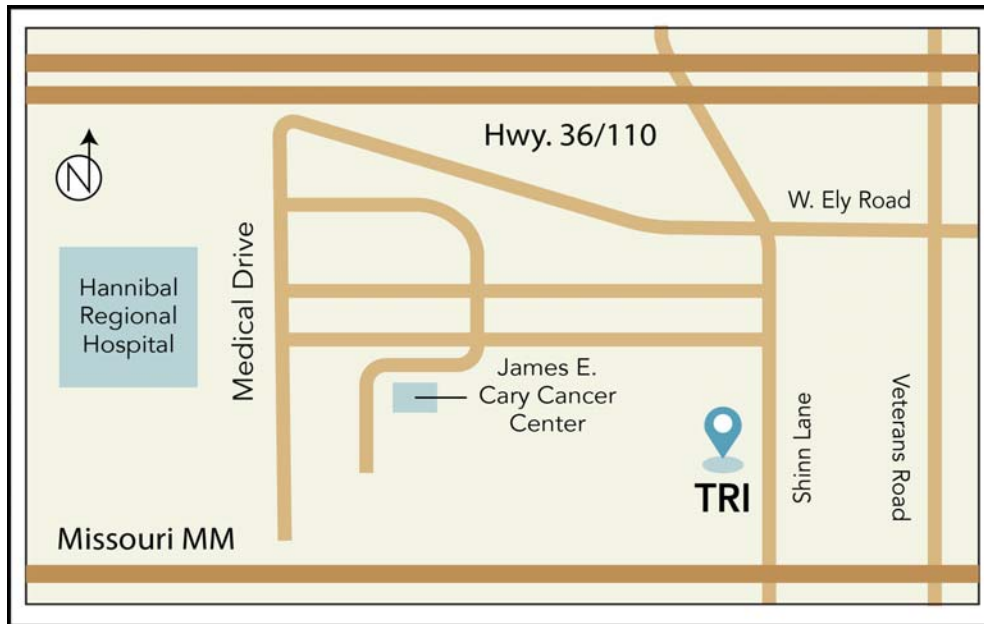 Hwy. 36/110
N
W. Ely Road
Hannibal
Regional
Hospital
Medical Drive
James E.
Cary Cancer
Center
TRI
Shinn Lane
Veterans Road
Missouri MM